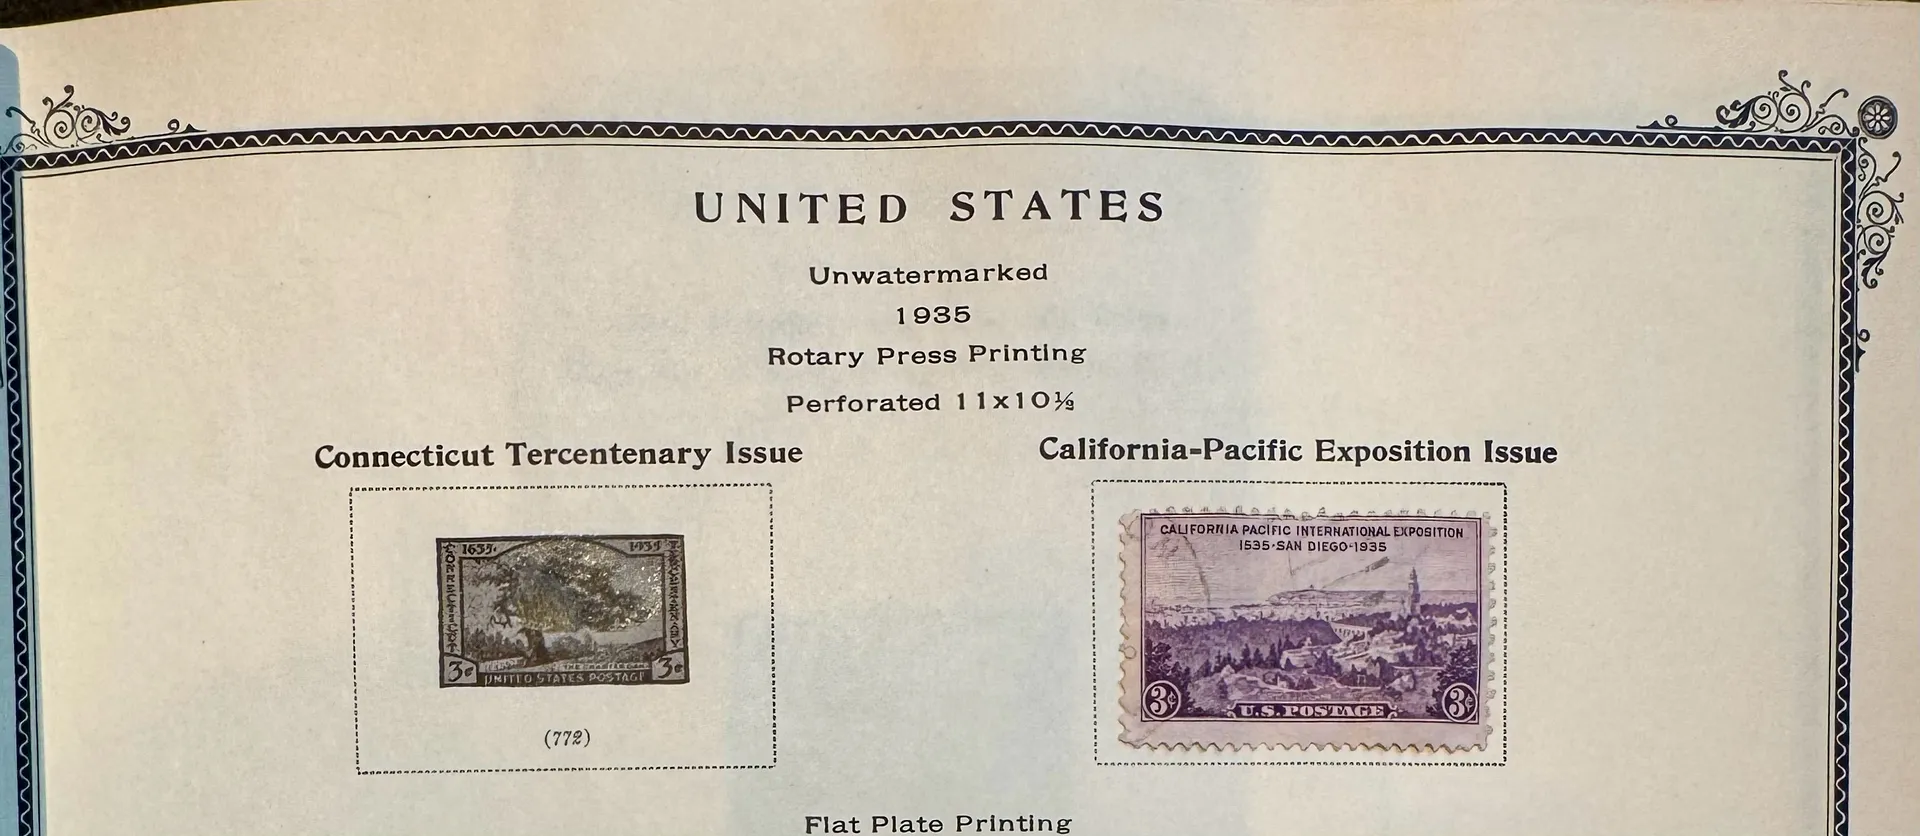 UNITED STATES
Unwatermarked
1935
Rotary Press Printing
Perforated 11x10½
Connecticut Tercentenary Issue
California-Pacific Exposition Issue
1635· 1935
CONNECTICUT
TERCENTENARY
3¢ 3¢
UNITED STATES POSTAGE
(772)
CALIFORNIA PACIFIC INTERNATIONAL EXPOSITION
1535·SAN DIEGO·1935
3¢ U.S. POSTAGE 3¢
Flat Plate Printing